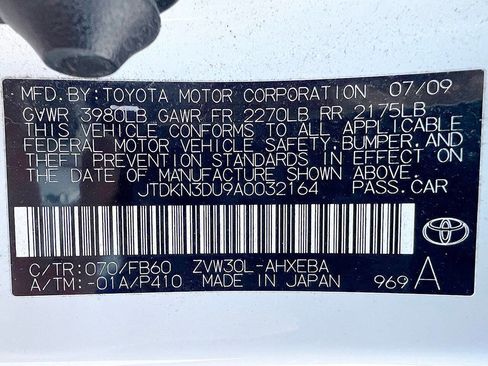 MFD.BY: TOYOTA MOTOR CORPORATION 07/09
GVWR 3980LB GAWR FR 2270LB RR 2175LB
THIS VEHICLE CONFORMS TO ALL APPLICABLE
FEDERAL MOTOR VEHICLE SAFETY,BUMPER,AND
THEFT PREVENTION STANDARDS IN EFFECT ON
THE DATE OF MANUFACTURE SHOWN ABOVE.
JTDKN3DU9A0032164 PASS.CAR
C/TR:070/FB60 ZVW30L-AHXEBA
A/TM:-01A/P410 MADE IN JAPAN 969 A